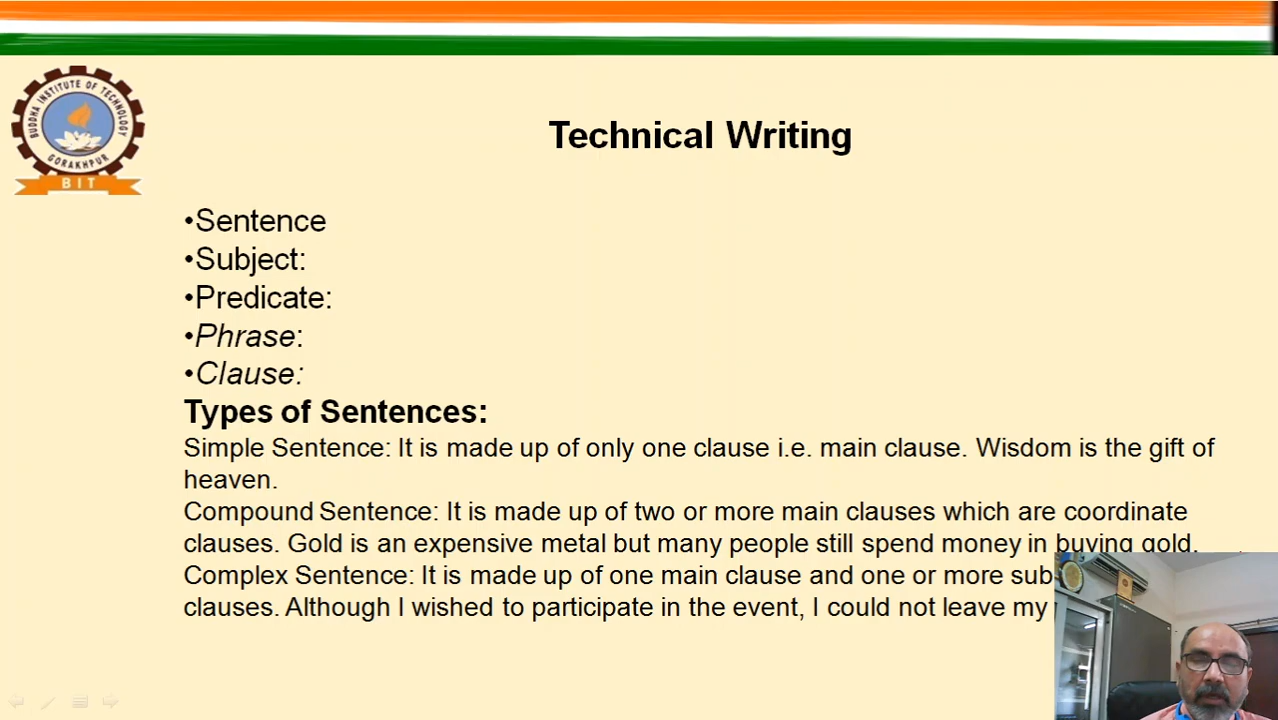 BUDDHA INSTITUTE OF TECHNOLOGY
GORAKHPUR
BIT
Technical Writing
•Sentence
•Subject:
•Predicate:
•Phrase:
•Clause:
Types of Sentences:
Simple Sentence: It is made up of only one clause i.e. main clause. Wisdom is the gift of
heaven.
Compound Sentence: It is made up of two or more main clauses which are coordinate
clauses. Gold is an expensive metal but many people still spend money in buying gold.
Complex Sentence: It is made up of one main clause and one or more sub
clauses. Although I wished to participate in the event, I could not leave my